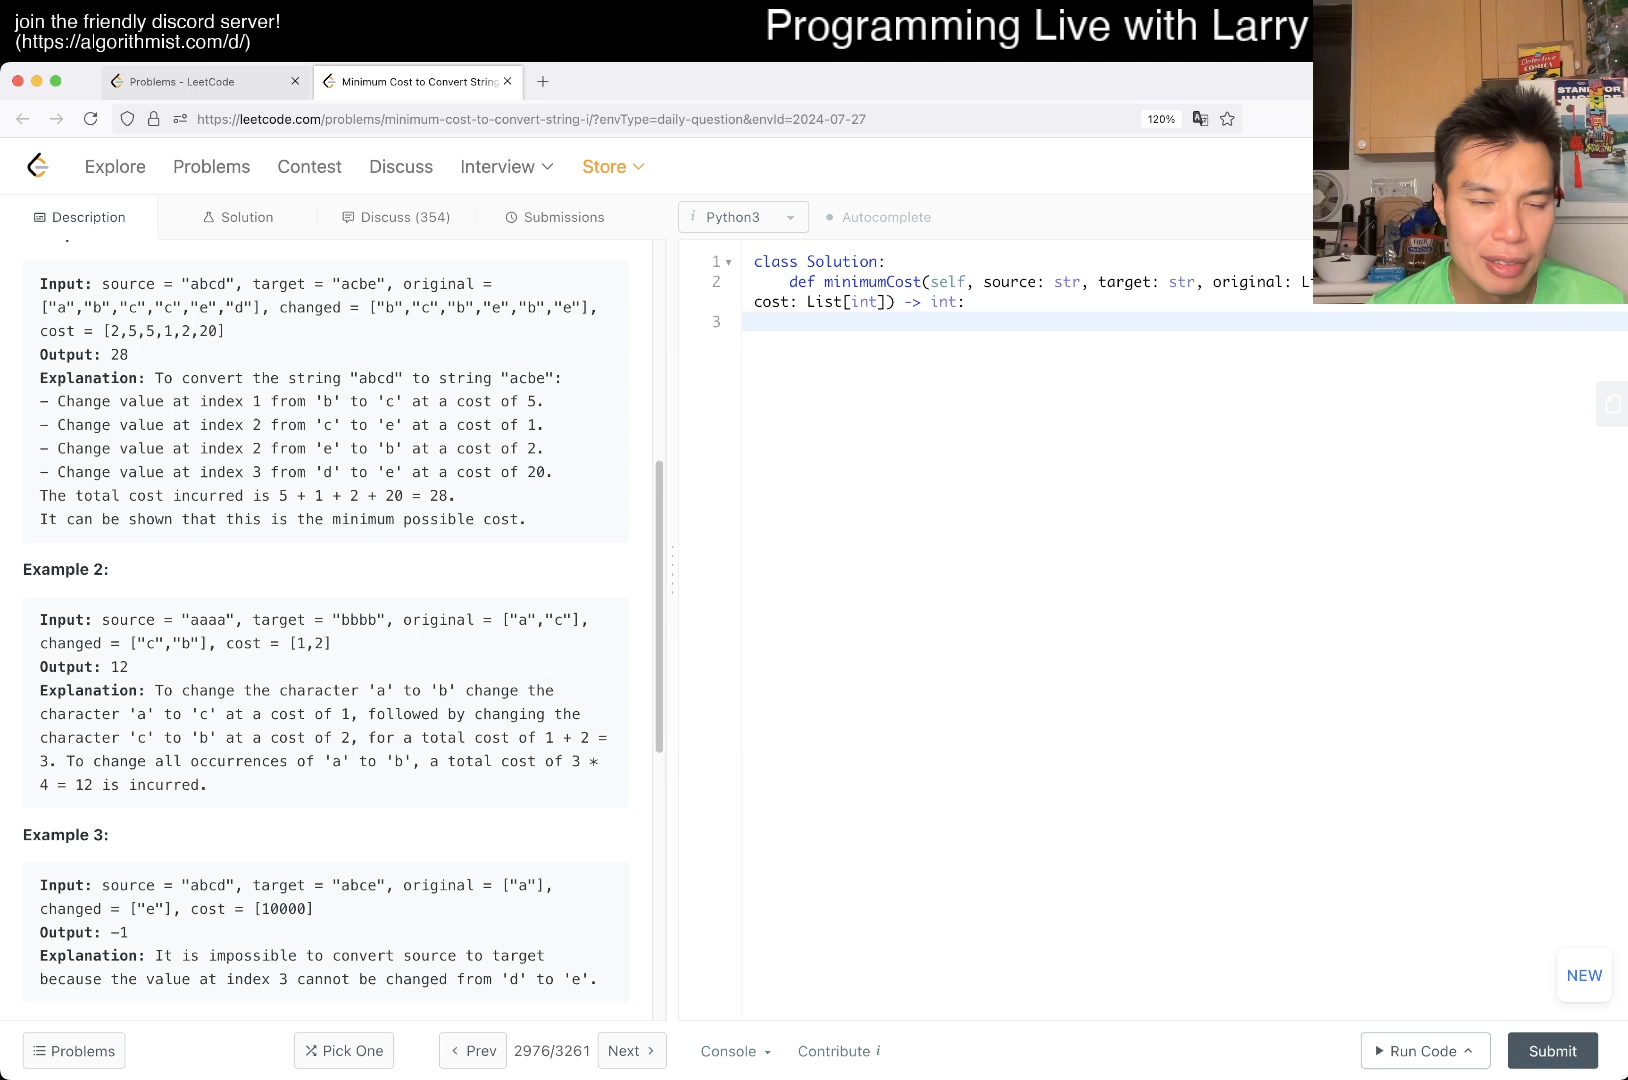 join the friendly discord server!
(https://algorithmist.com/d/)
Programming Live with Larry
Problems - LeetCode
Minimum Cost to Convert String
https://leetcode.com/problems/minimum-cost-to-convert-string-i/?envType=daily-question&envId=2024-07-27
120%
Explore
Problems
Contest
Discuss
Interview
Store
Description
Solution
Discuss (354)
Submissions
i Python3
Autocomplete
Input: source = "abcd", target = "acbe", original =
["a","b","c","c","e","d"], changed = ["b","c","b","e","b","e"],
cost = [2,5,5,1,2,20]
Output: 28
Explanation: To convert the string "abcd" to string "acbe":
- Change value at index 1 from 'b' to 'c' at a cost of 5.
- Change value at index 2 from 'c' to 'e' at a cost of 1.
- Change value at index 2 from 'e' to 'b' at a cost of 2.
- Change value at index 3 from 'd' to 'e' at a cost of 20.
The total cost incurred is 5 + 1 + 2 + 20 = 28.
It can be shown that this is the minimum possible cost.
Example 2:
Input: source = "aaaa", target = "bbbb", original = ["a","c"],
changed = ["c","b"], cost = [1,2]
Output: 12
Explanation: To change the character 'a' to 'b' change the
character 'a' to 'c' at a cost of 1, followed by changing the
character 'c' to 'b' at a cost of 2, for a total cost of 1 + 2 =
3. To change all occurrences of 'a' to 'b', a total cost of 3 *
4 = 12 is incurred.
Example 3:
Input: source = "abcd", target = "abce", original = ["a"],
changed = ["e"], cost = [10000]
Output: -1
Explanation: It is impossible to convert source to target
because the value at index 3 cannot be changed from 'd' to 'e'.
1 class Solution:
2 def minimumCost(self, source: str, target: str, original: Li
cost: List[int]) -> int:
3
NEW
Problems
Pick One
Prev
2976/3261
Next
Console
Contribute i
Run Code
Submit
Detective
COMICS